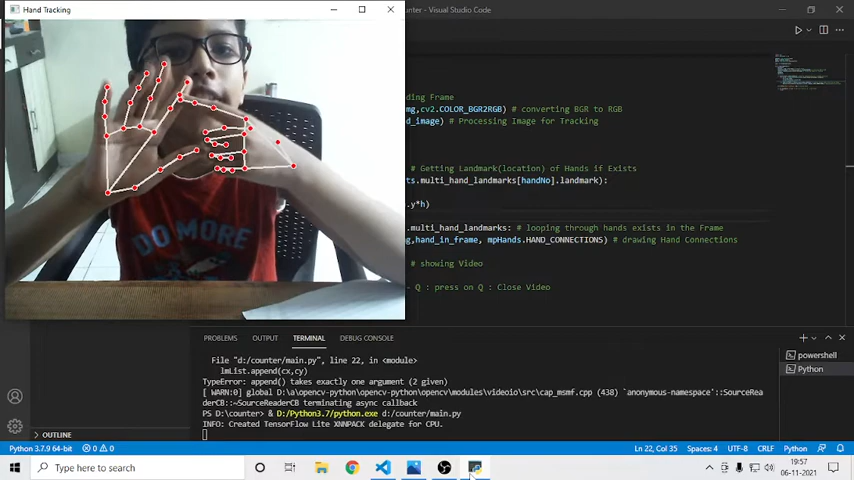 Hand Tracking
ounter - Visual Studio Code
ding Frame
mg,cv2.COLOR_BGR2RGB) # converting BGR to RGB
d_image) # Processing Image for Tracking
# Getting Landmark(location) of Hands if Exists
ts.multi_hand_landmarks[handNo].landmark):
.y*h)
.multi_hand_landmarks: # looping through hands exists in the Frame
g,hand_in_frame, mpHands.HAND_CONNECTIONS) # drawing Hand Connections
# showing Video
- Q : press on Q : Close Video
DO MORE
PROBLEMS OUTPUT TERMINAL DEBUG CONSOLE
File "d:/counter/main.py", line 22, in <module>
lmList.append(cx,cy)
TypeError: append() takes exactly one argument (2 given)
[ WARN:0] global D:\a\opencv-python\opencv-python\opencv\modules\videoio\src\cap_msmf.cpp (438) `anonymous-namespace'::SourceRea
derCB::~SourceReaderCB terminating async callback
PS D:\counter> & D:/Python3.7/python.exe d:/counter/main.py
INFO: Created TensorFlow Lite XNNPACK delegate for CPU.
powershell
Python
OUTLINE
Python 3.7.9 64-bit 0 0 Ln 22, Col 35 Spaces: 4 UTF-8 CRLF Python
Type here to search
19:57
06-11-2021